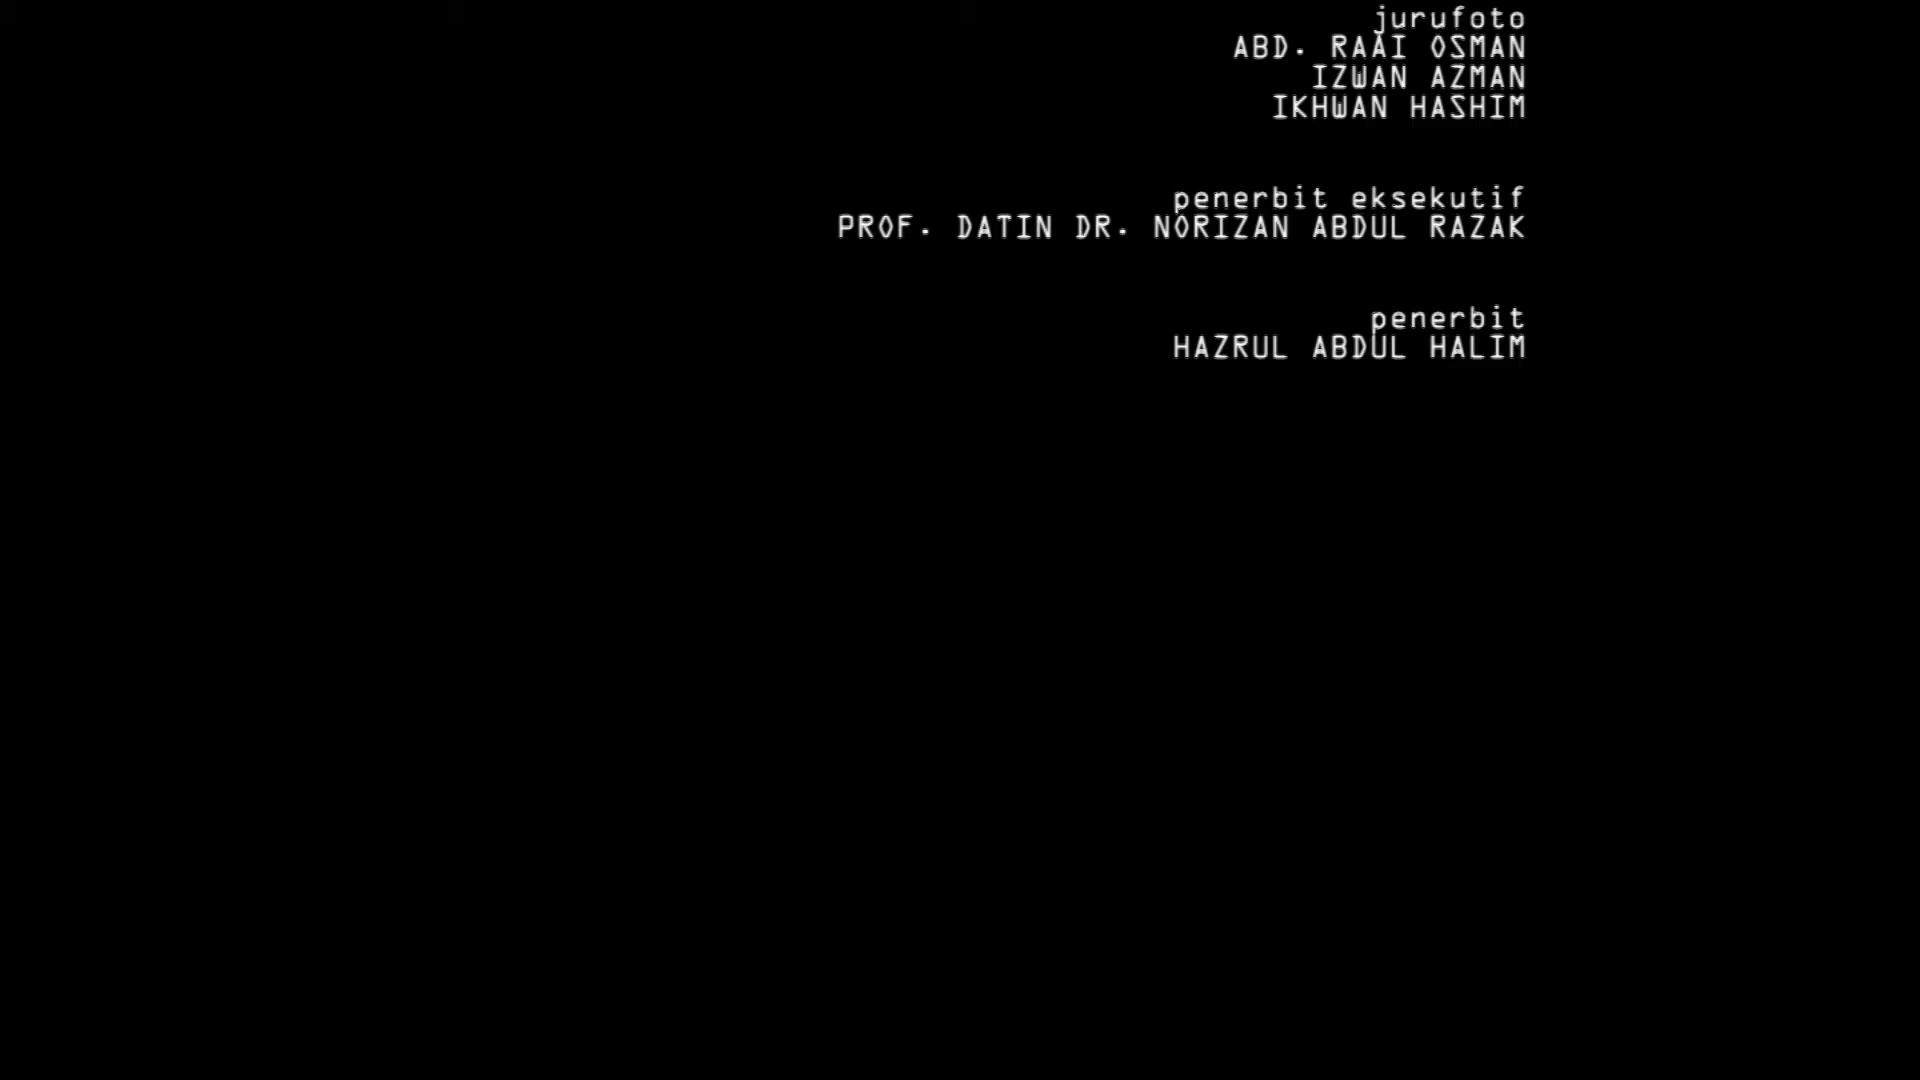 jurufoto
ABD. RAAI OSMAN
IZWAN AZMAN
IKHWAN HASHIM
penerbit eksekutif
PROF. DATIN DR. NORIZAN ABDUL RAZAK
penerbit
HAZRUL ABDUL HALIM